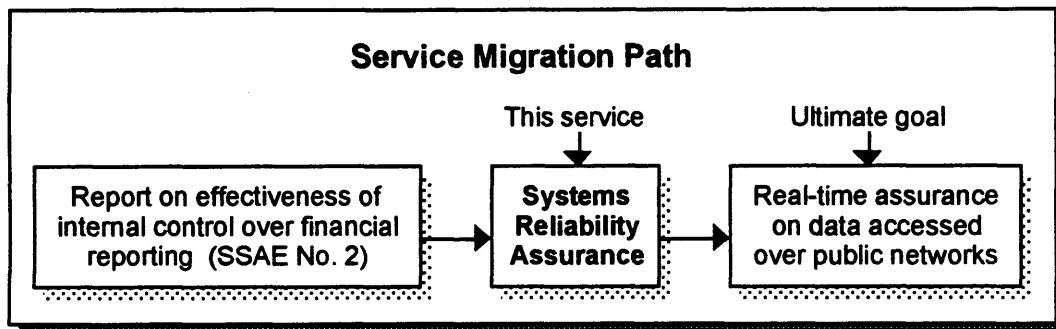 Service Migration Path
This service
Ultimate goal
Report on effectiveness of
internal control over financial
reporting (SSAE No. 2)
Systems
Reliability
Assurance
Real-time assurance
on data accessed
over public networks